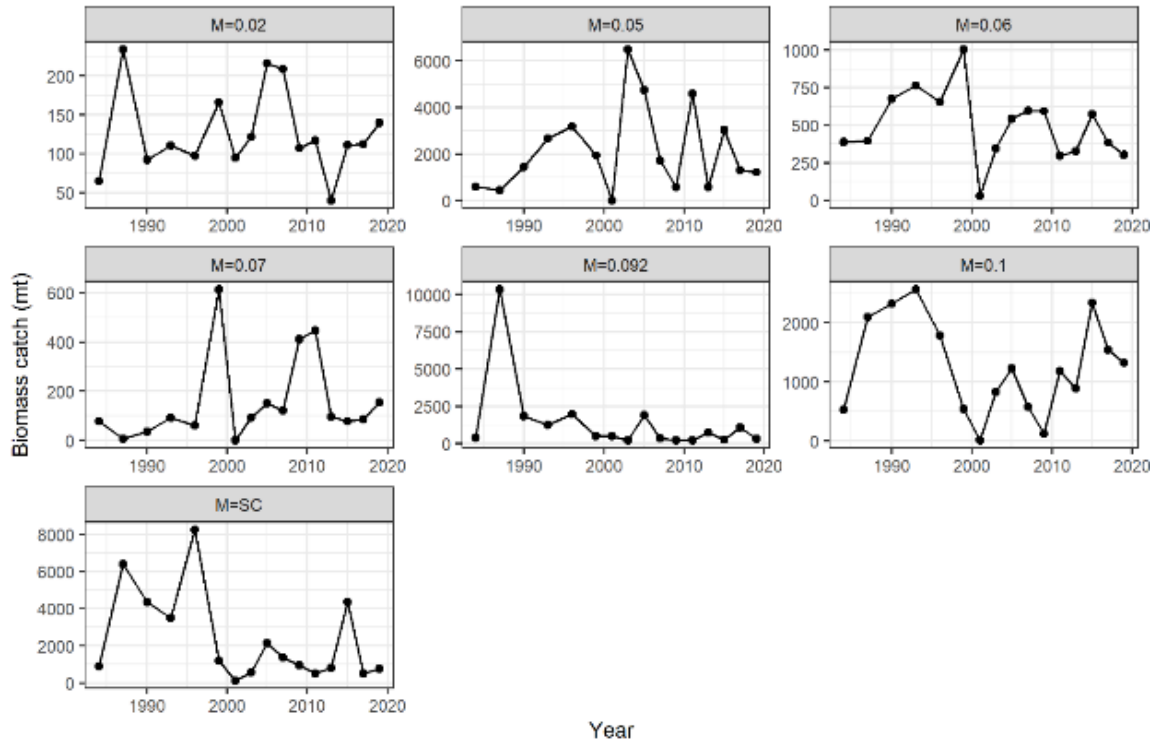 M=0.02 M=0.05 M=0.06
200 150 100 50
6000 4000 2000 0
1000 750 500 250 0
1990 2000 2010 2020 1990 2000 2010 2020 1990 2000 2010 2020
M=0.07 M=0.092 M=0.1
600 400 200 0
10000 7500 5000 2500 0
2000 1000 0
1990 2000 2010 2020 1990 2000 2010 2020 1990 2000 2010 2020
M=SC
8000 6000 4000 2000 0
1990 2000 2010 2020
Biomass catch (mt)
Year